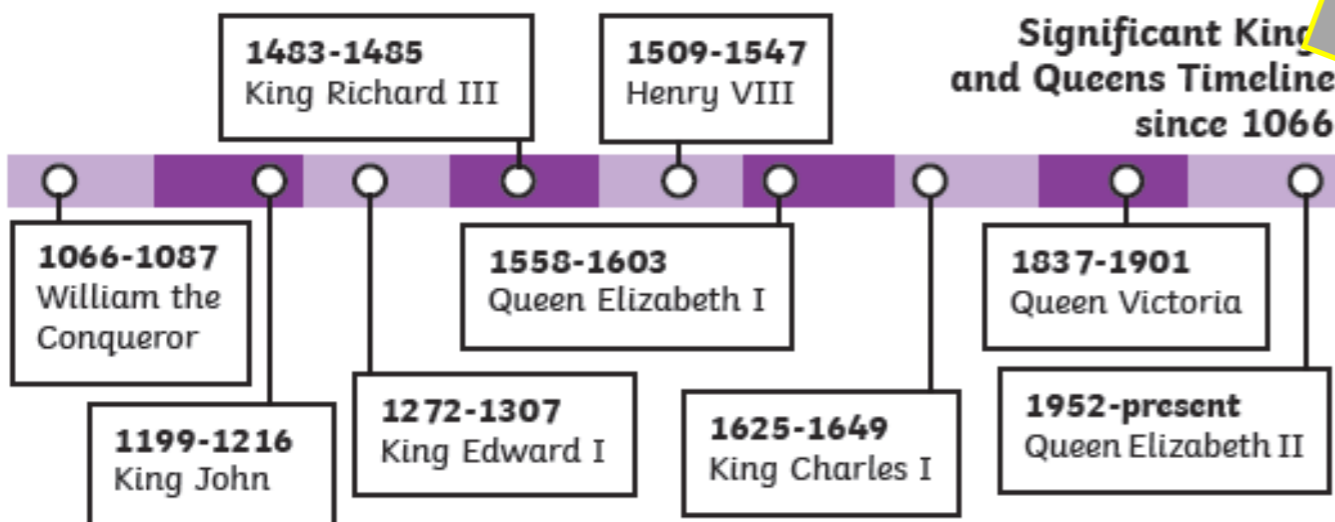 Significant King
and Queens Timeline
since 1066
1483-1485
King Richard III
1509-1547
Henry VIII
1066-1087
William the
Conqueror
1199-1216
King John
1272-1307
King Edward I
1558-1603
Queen Elizabeth I
1625-1649
King Charles I
1837-1901
Queen Victoria
1952-present
Queen Elizabeth II